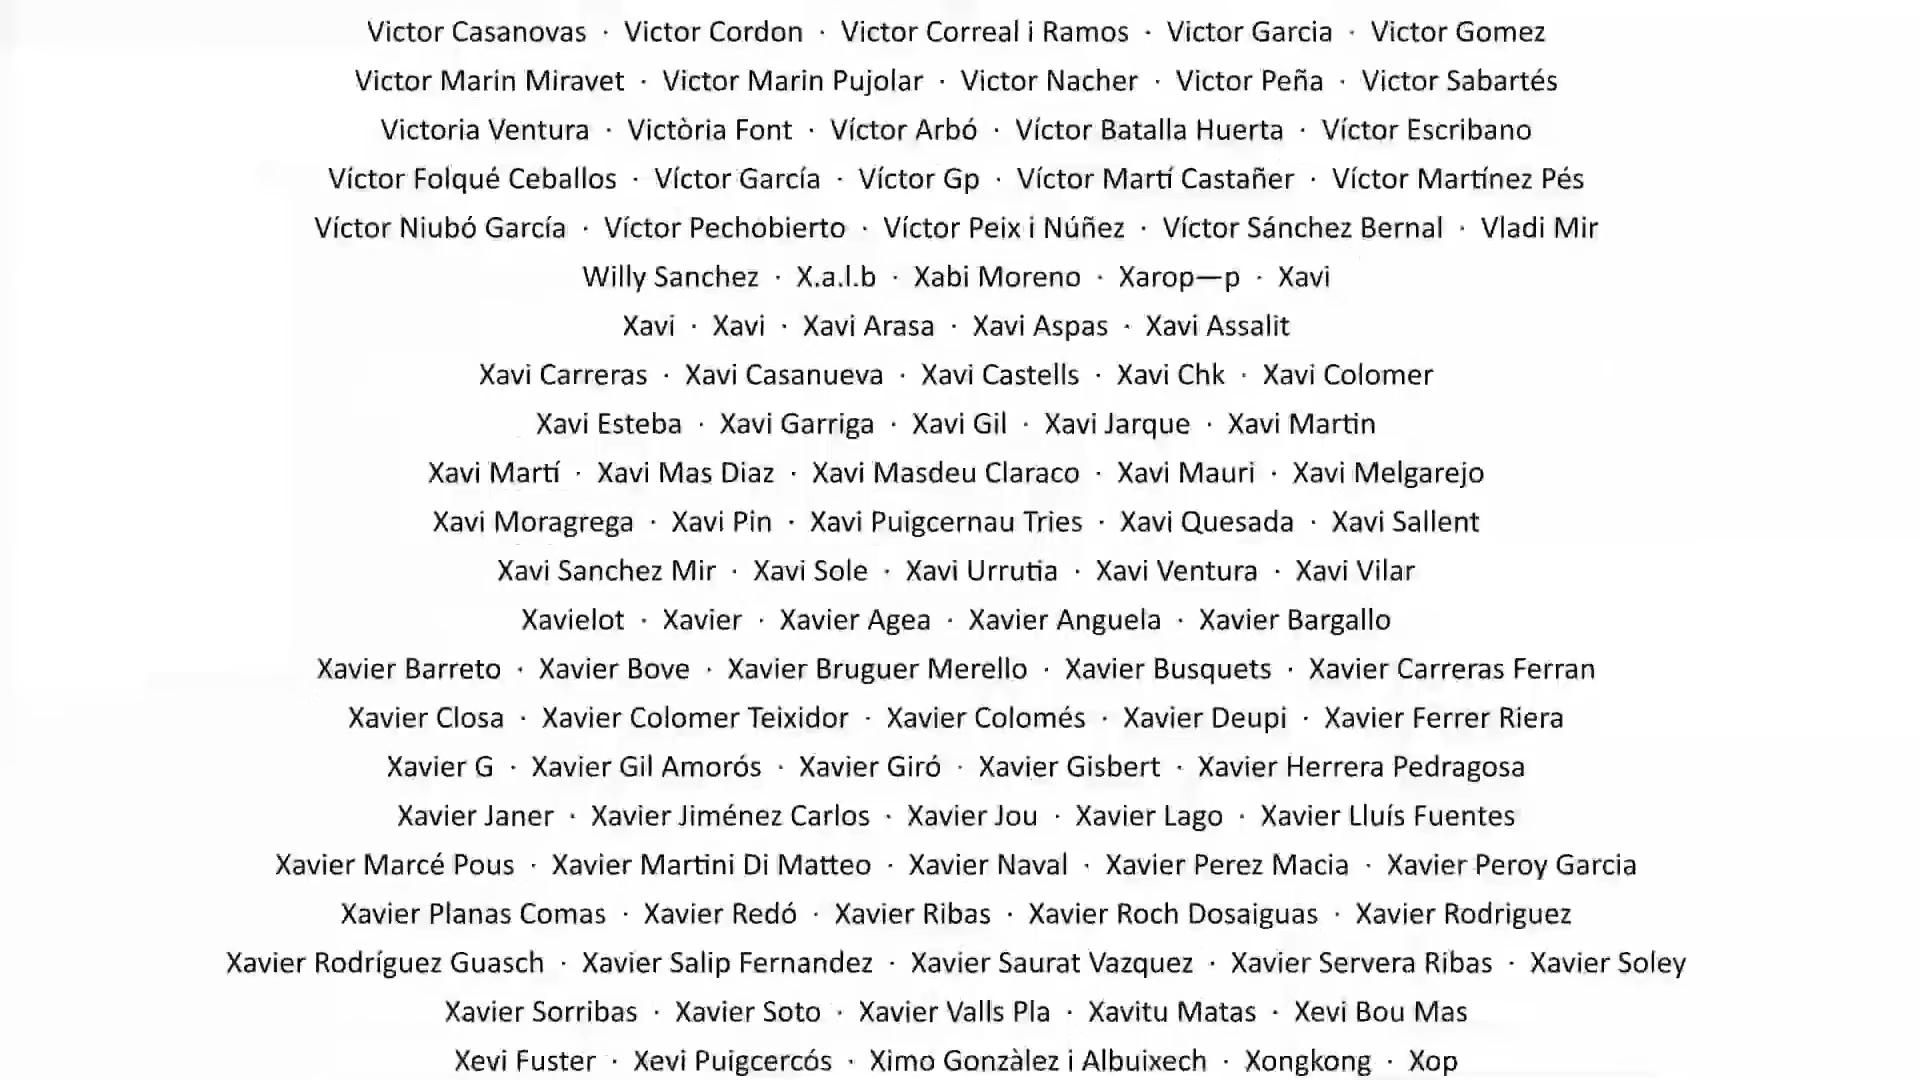 Victor Casanovas · Victor Cordon · Victor Correal i Ramos · Victor Garcia · Victor Gomez
Victor Marín Miravet · Victor Marin Pujolar · Victor Nacher · Victor Peña · Victor Sabartés
Victoria Ventura · Victòria Font · Víctor Arbó · Víctor Batalla Huerta · Víctor Escribano
Víctor Folqué Ceballos · Víctor García · Víctor Gp · Víctor Martí Castañer · Víctor Martínez Pés
Víctor Niubó García · Víctor Pechobierto · Víctor Peix i Núñez · Víctor Sánchez Bernal · Vladi Mir
Willy Sanchez · X.a.l.b · Xabi Moreno · Xarop—p · Xavi
Xavi · Xavi · Xavi Arasa · Xavi Aspas · Xavi Assalit
Xavi Carreras · Xavi Casanueva · Xavi Castells · Xavi Chk · Xavi Colomer
Xavi Esteba · Xavi Garriga · Xavi Gil · Xavi Jarque · Xavi Martin
Xavi Martí · Xavi Mas Diaz · Xavi Masdeu Claraco · Xavi Mauri · Xavi Melgarejo
Xavi Moragrega · Xavi Pin · Xavi Puigcernau Tries · Xavi Quesada · Xavi Sallent
Xavi Sanchez Mir · Xavi Sole · Xavi Urrutia · Xavi Ventura · Xavi Vilar
Xavielot · Xavier · Xavier Agea · Xavier Anguela · Xavier Bargallo
Xavier Barreto · Xavier Bove · Xavier Bruguer Merello · Xavier Busquets · Xavier Carreras Ferran
Xavier Closa · Xavier Colomer Teixidor · Xavier Colomés · Xavier Deupi · Xavier Ferrer Riera
Xavier G · Xavier Gil Amorós · Xavier Giró · Xavier Gisbert · Xavier Herrera Pedragosa
Xavier Janer · Xavier Jiménez Carlos · Xavier Jou · Xavier Lago · Xavier Lluís Fuentes
Xavier Marcé Pous · Xavier Martini Di Matteo · Xavier Naval · Xavier Perez Macia · Xavier Peroy Garcia
Xavier Planas Comas · Xavier Redó · Xavier Ribas · Xavier Roch Dosaiguas · Xavier Rodriguez
Xavier Rodríguez Guasch · Xavier Salip Fernandez · Xavier Saurat Vazquez · Xavier Servera Ribas · Xavier Soley
Xavier Sorribas · Xavier Soto · Xavier Valls Pla · Xavitu Matas · Xevi Bou Mas
Xevi Fuster · Xevi Puigcercós · Ximo Gonzàlez i Albuixech · Xongkong · Xop